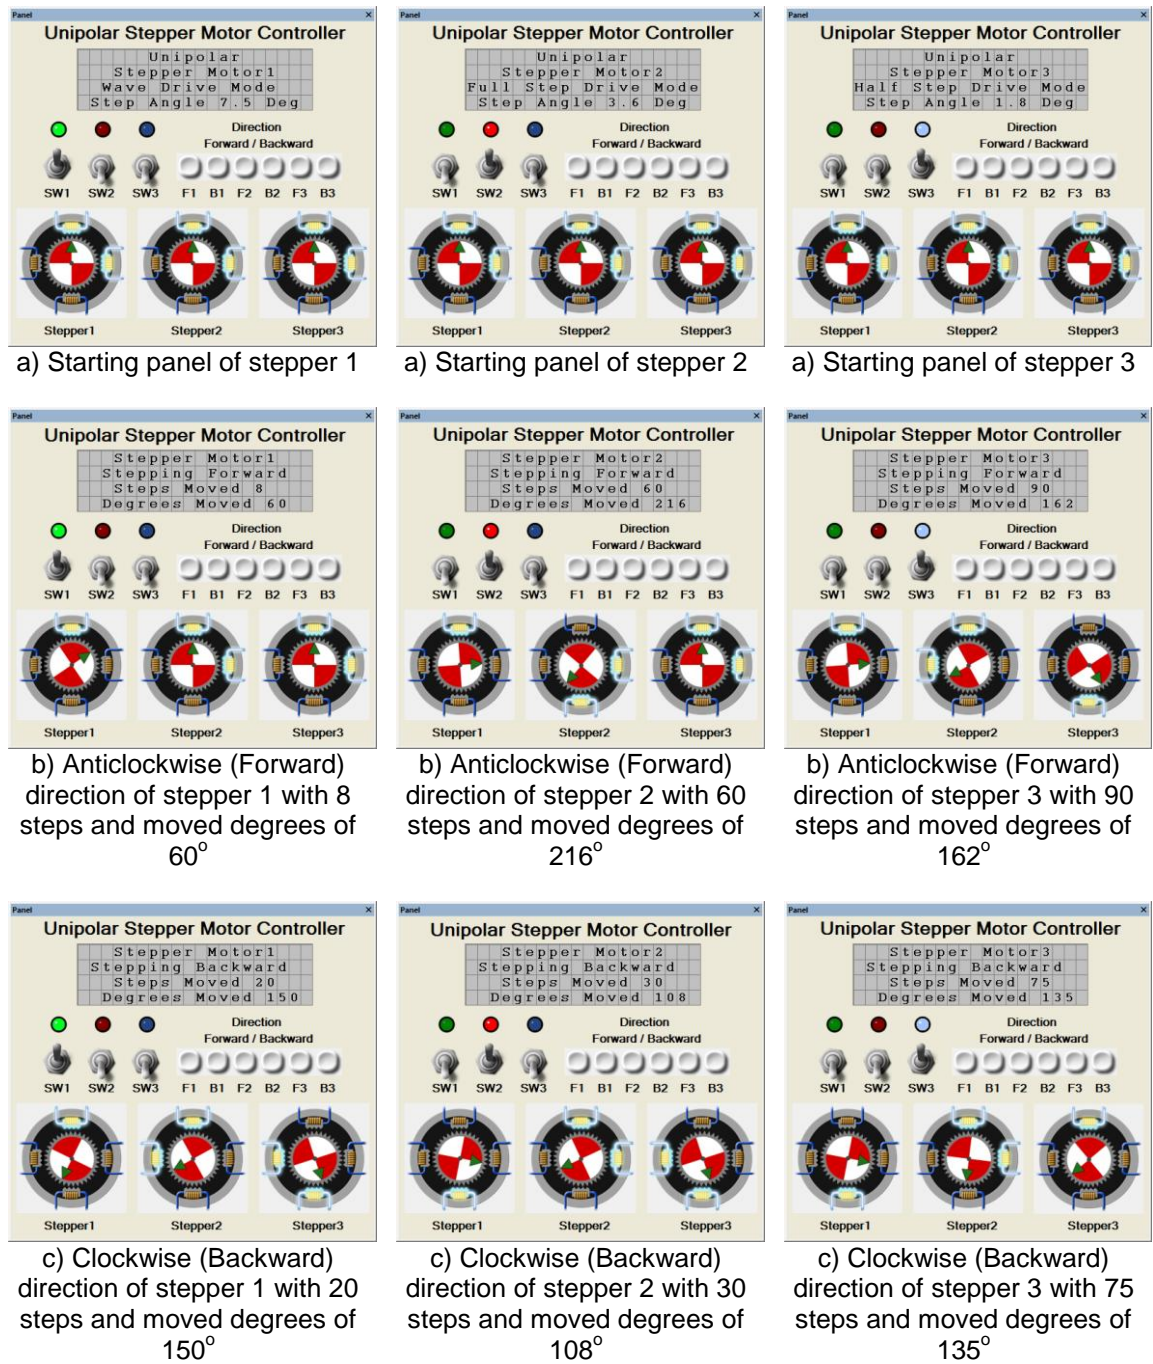 Panel ×
Unipolar Stepper Motor Controller
Unipolar
Stepper Motor1
Wave Drive Mode
Step Angle 7.5 Deg
Direction
Forward / Backward
SW1 SW2 SW3 F1 B1 F2 B2 F3 B3
Stepper1 Stepper2 Stepper3
a) Starting panel of stepper 1
Panel ×
Unipolar Stepper Motor Controller
Unipolar
Stepper Motor2
Full Step Drive Mode
Step Angle 3.6 Deg
Direction
Forward / Backward
SW1 SW2 SW3 F1 B1 F2 B2 F3 B3
Stepper1 Stepper2 Stepper3
a) Starting panel of stepper 2
Panel ×
Unipolar Stepper Motor Controller
Unipolar
Stepper Motor3
Half Step Drive Mode
Step Angle 1.8 Deg
Direction
Forward / Backward
SW1 SW2 SW3 F1 B1 F2 B2 F3 B3
Stepper1 Stepper2 Stepper3
a) Starting panel of stepper 3
Panel ×
Unipolar Stepper Motor Controller
Stepper Motor1
Stepping Forward
Steps Moved 8
Degrees Moved 60
Direction
Forward / Backward
SW1 SW2 SW3 F1 B1 F2 B2 F3 B3
Stepper1 Stepper2 Stepper3
b) Anticlockwise (Forward)
direction of stepper 1 with 8
steps and moved degrees of
60°
Panel ×
Unipolar Stepper Motor Controller
Stepper Motor2
Stepping Forward
Steps Moved 60
Degrees Moved 216
Direction
Forward / Backward
SW1 SW2 SW3 F1 B1 F2 B2 F3 B3
Stepper1 Stepper2 Stepper3
b) Anticlockwise (Forward)
direction of stepper 2 with 60
steps and moved degrees of
216°
Panel ×
Unipolar Stepper Motor Controller
Stepper Motor3
Stepping Forward
Steps Moved 90
Degrees Moved 162
Direction
Forward / Backward
SW1 SW2 SW3 F1 B1 F2 B2 F3 B3
Stepper1 Stepper2 Stepper3
b) Anticlockwise (Forward)
direction of stepper 3 with 90
steps and moved degrees of
162°
Panel ×
Unipolar Stepper Motor Controller
Stepper Motor1
Stepping Backward
Steps Moved 20
Degrees Moved 150
Direction
Forward / Backward
SW1 SW2 SW3 F1 B1 F2 B2 F3 B3
Stepper1 Stepper2 Stepper3
c) Clockwise (Backward)
direction of stepper 1 with 20
steps and moved degrees of
150°
Panel ×
Unipolar Stepper Motor Controller
Stepper Motor2
Stepping Backward
Steps Moved 30
Degrees Moved 108
Direction
Forward / Backward
SW1 SW2 SW3 F1 B1 F2 B2 F3 B3
Stepper1 Stepper2 Stepper3
c) Clockwise (Backward)
direction of stepper 2 with 30
steps and moved degrees of
108°
Panel ×
Unipolar Stepper Motor Controller
Stepper Motor3
Stepping Backward
Steps Moved 75
Degrees Moved 135
Direction
Forward / Backward
SW1 SW2 SW3 F1 B1 F2 B2 F3 B3
Stepper1 Stepper2 Stepper3
c) Clockwise (Backward)
direction of stepper 3 with 75
steps and moved degrees of
135°